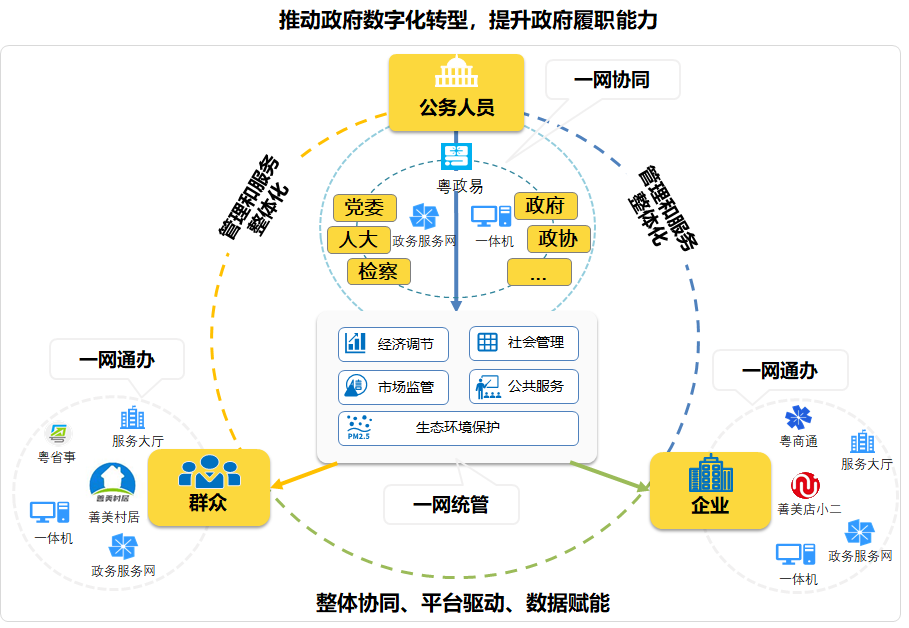 推动政府数字化转型，提升政府履职能力
公务人员
一网协同
粤政易
管理和服务
整体化
管理和服务
整体化
党委
政府
人大
政务服务网
一体机
政协
检察
...
经济调节
社会管理
市场监管
公共服务
PM2.5
生态环境保护
一网通办
一网通办
服务大厅
粤省事
善美村居
善美村居
一体机
政务服务网
群众
一网统管
企业
粤商通
服务大厅
善美店小二
政务服务网
一体机
整体协同、平台驱动、数据赋能